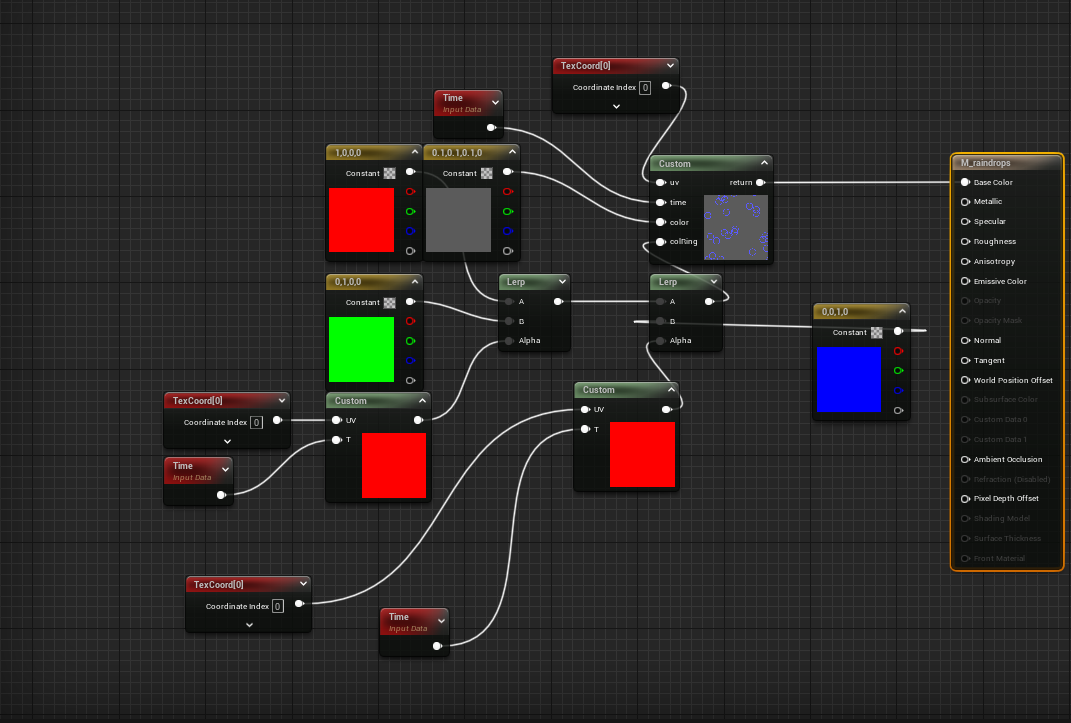 TexCoord[0]
Coordinate Index 0
Time
Input Data
1,0,0,0
Constant
0.1,0.1,0.1,0
Constant
Custom
uv
return
time
color
colRing
M_raindrops
Base Color
Metallic
Specular
Roughness
Anisotropy
Emissive Color
Opacity
Opacity Mask
Normal
Tangent
World Position Offset
Subsurface Color
Custom Data 0
Custom Data 1
Ambient Occlusion
Refraction (Disabled)
Pixel Depth Offset
Shading Model
Surface Thickness
Front Material
0,1,0,0
Constant
Lerp
A
B
Alpha
Lerp
A
B
Alpha
0,0,1,0
Constant
TexCoord[0]
Coordinate Index 0
Time
Input Data
Custom
UV
T
Custom
UV
T
TexCoord[0]
Coordinate Index 0
Time
Input Data